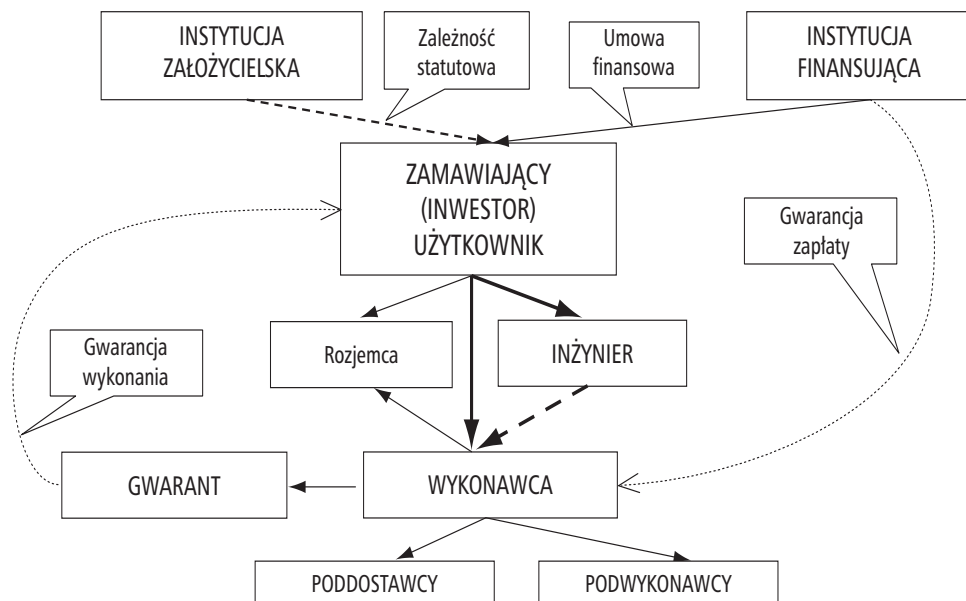 INSTYTUCJA
ZAŁOŻYCIELSKA
Zależność
statutowa
Umowa
finansowa
INSTYTUCJA
FINANSUJĄCA
ZAMAWIAJĄCY
(INWESTOR)
UŻYTKOWNIK
Gwarancja
zapłaty
Gwarancja
wykonania
Rozjemca
INŻYNIER
GWARANT
WYKONAWCA
PODDOSTAWCY
PODWYKONAWCY